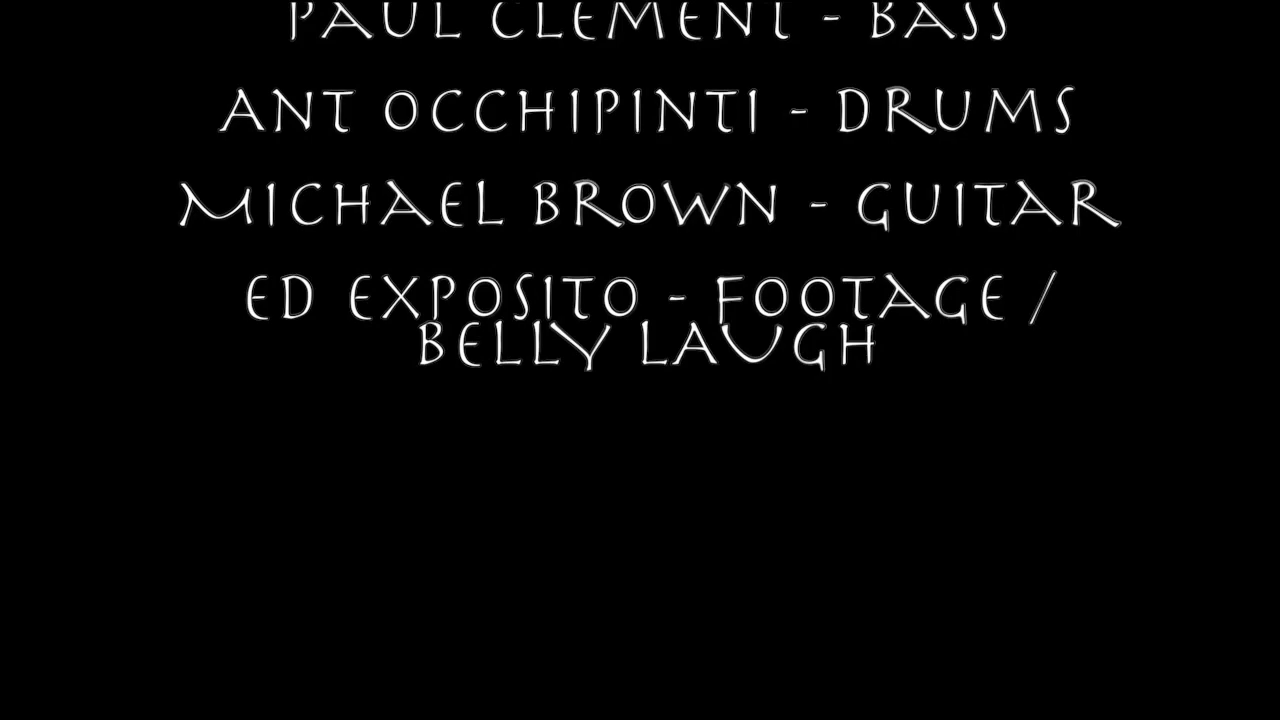 PAUL CLEMENT - BASS
ANT OCCHIPINTI - DRUMS
MICHAEL BROWN - GUITAR
ED EXPOSITO - FOOTAGE /
BELLY LAUGH